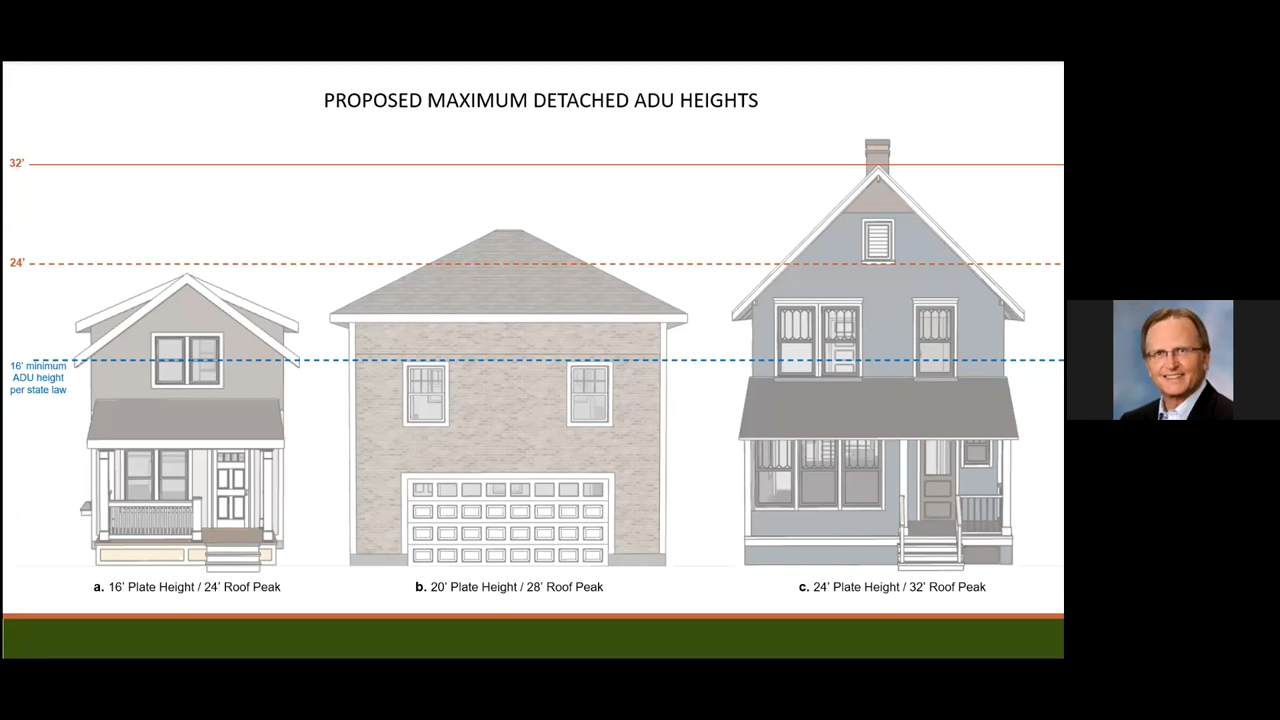 PROPOSED MAXIMUM DETACHED ADU HEIGHTS
32’
24’
16’ minimum
ADU height
per state law
a. 16’ Plate Height / 24’ Roof Peak
b. 20’ Plate Height / 28’ Roof Peak
c. 24’ Plate Height / 32’ Roof Peak